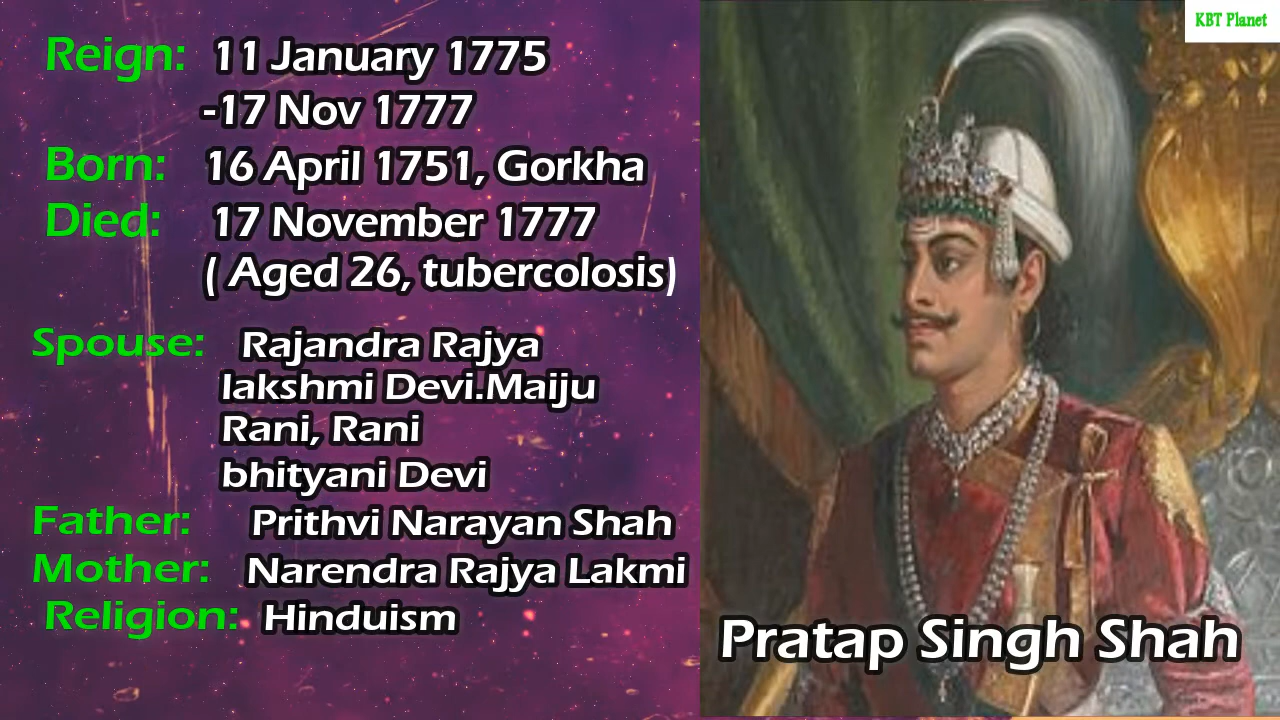 Reign: 11 January 1775
-17 Nov 1777
Born: 16 April 1751, Gorkha
Died: 17 November 1777
( Aged 26, tubercolosis)
Spouse: Rajandra Rajya
lakshmi Devi.Maiju
Rani, Rani
bhityani Devi
Father: Prithvi Narayan Shah
Mother: Narendra Rajya Lakmi
Religion: Hinduism
KBT Planet
Pratap Singh Shah